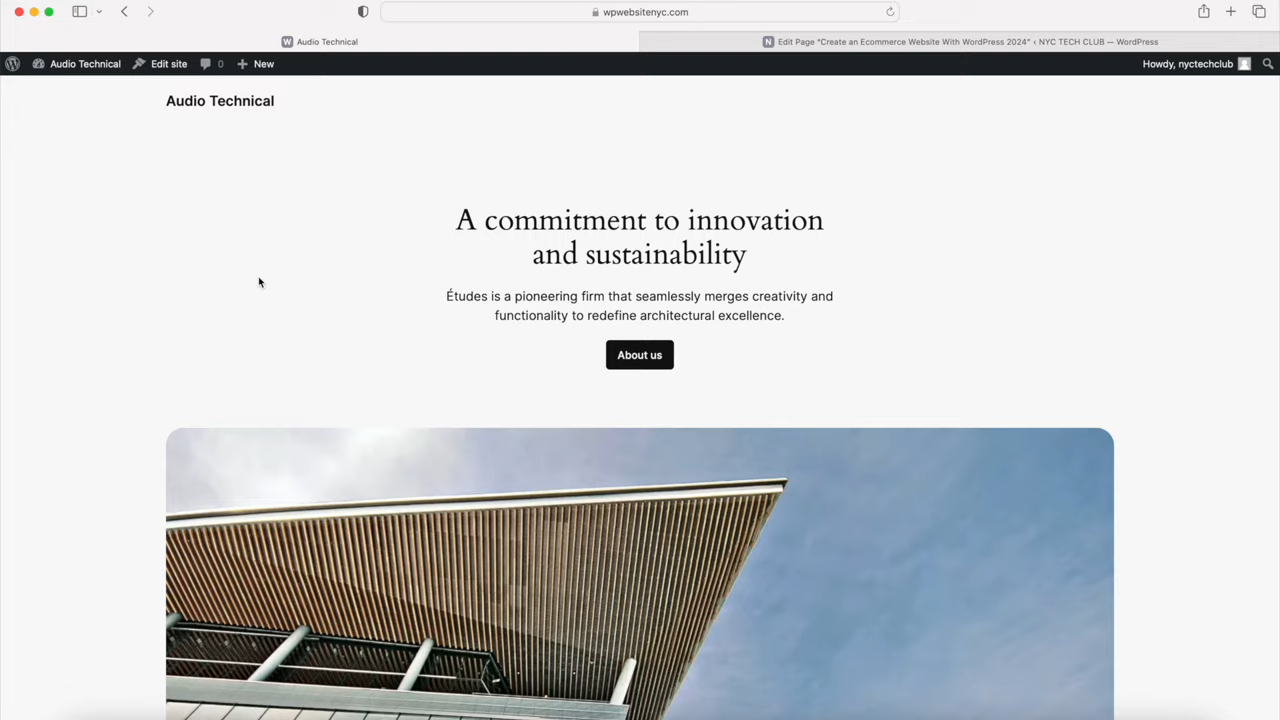 wpwebsitenyc.com
Audio Technical
Edit Page “Create an Ecommerce Website With WordPress 2024” ‹ NYC TECH CLUB — WordPress
Audio Technical
Edit site
0
New
Howdy, nyctechclub
Audio Technical
A commitment to innovation
and sustainability
Études is a pioneering firm that seamlessly merges creativity and
functionality to redefine architectural excellence.
About us